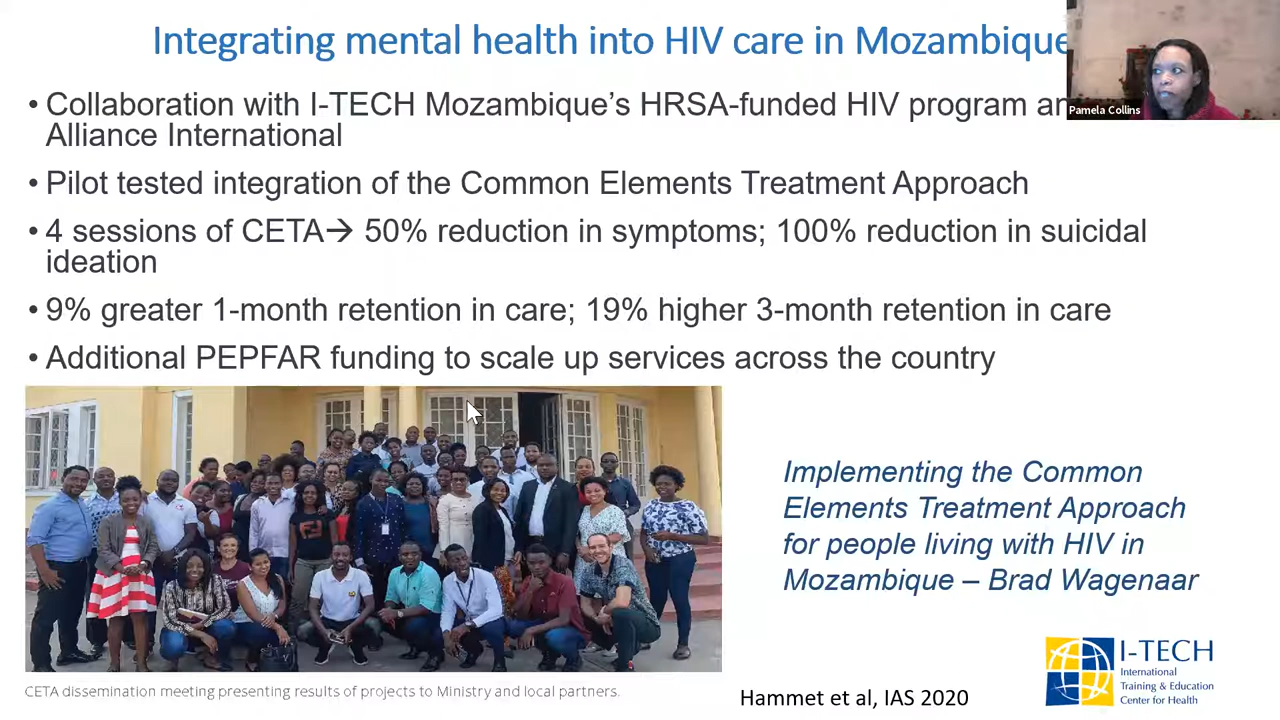 Integrating mental health into HIV care in Mozambique
Pamela Collins
• Collaboration with I-TECH Mozambique's HRSA-funded HIV program
Alliance International
• Pilot tested integration of the Common Elements Treatment Approach
• 4 sessions of CETA→ 50% reduction in symptoms; 100% reduction in suicidal
ideation
• 9% greater 1-month retention in care; 19% higher 3-month retention in care
• Additional PEPFAR funding to scale up services across the country
Implementing the Common
Elements Treatment Approach
for people living with HIV in
Mozambique – Brad Wagenaar
CETA dissemination meeting presenting results of projects to Ministry and local partners.
Hammet et al, IAS 2020
I-TECH
International
Training & Education
Center for Health